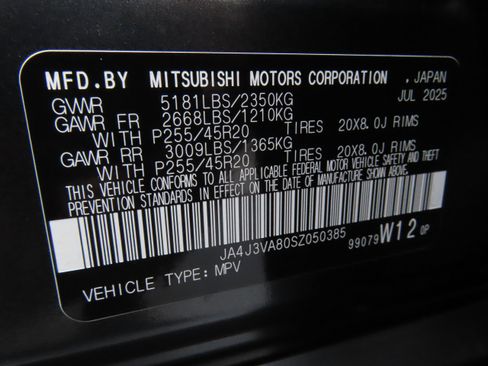 MFD.BY MITSUBISHI MOTORS CORPORATION , JAPAN
GVWR 5181LBS/2350KG JUL 2025
GAWR FR 2668LBS/1210KG
WITH P255/45R20 TIRES 20X8.0J RIMS
GAWR RR 3009LBS/1365KG
WITH P255/45R20 TIRES 20X8.0J RIMS
THIS VEHICLE CONFORMS TO ALL APPLICABLE FEDERAL MOTOR VEHICLE SAFETY AND THEFT
PREVENTION STANDARDS IN EFFECT ON THE DATE OF MANUFACTURE SHOWN ABOVE.
JA4J3VA80SZ050385
99079 W12 0P
VEHICLE TYPE: MPV